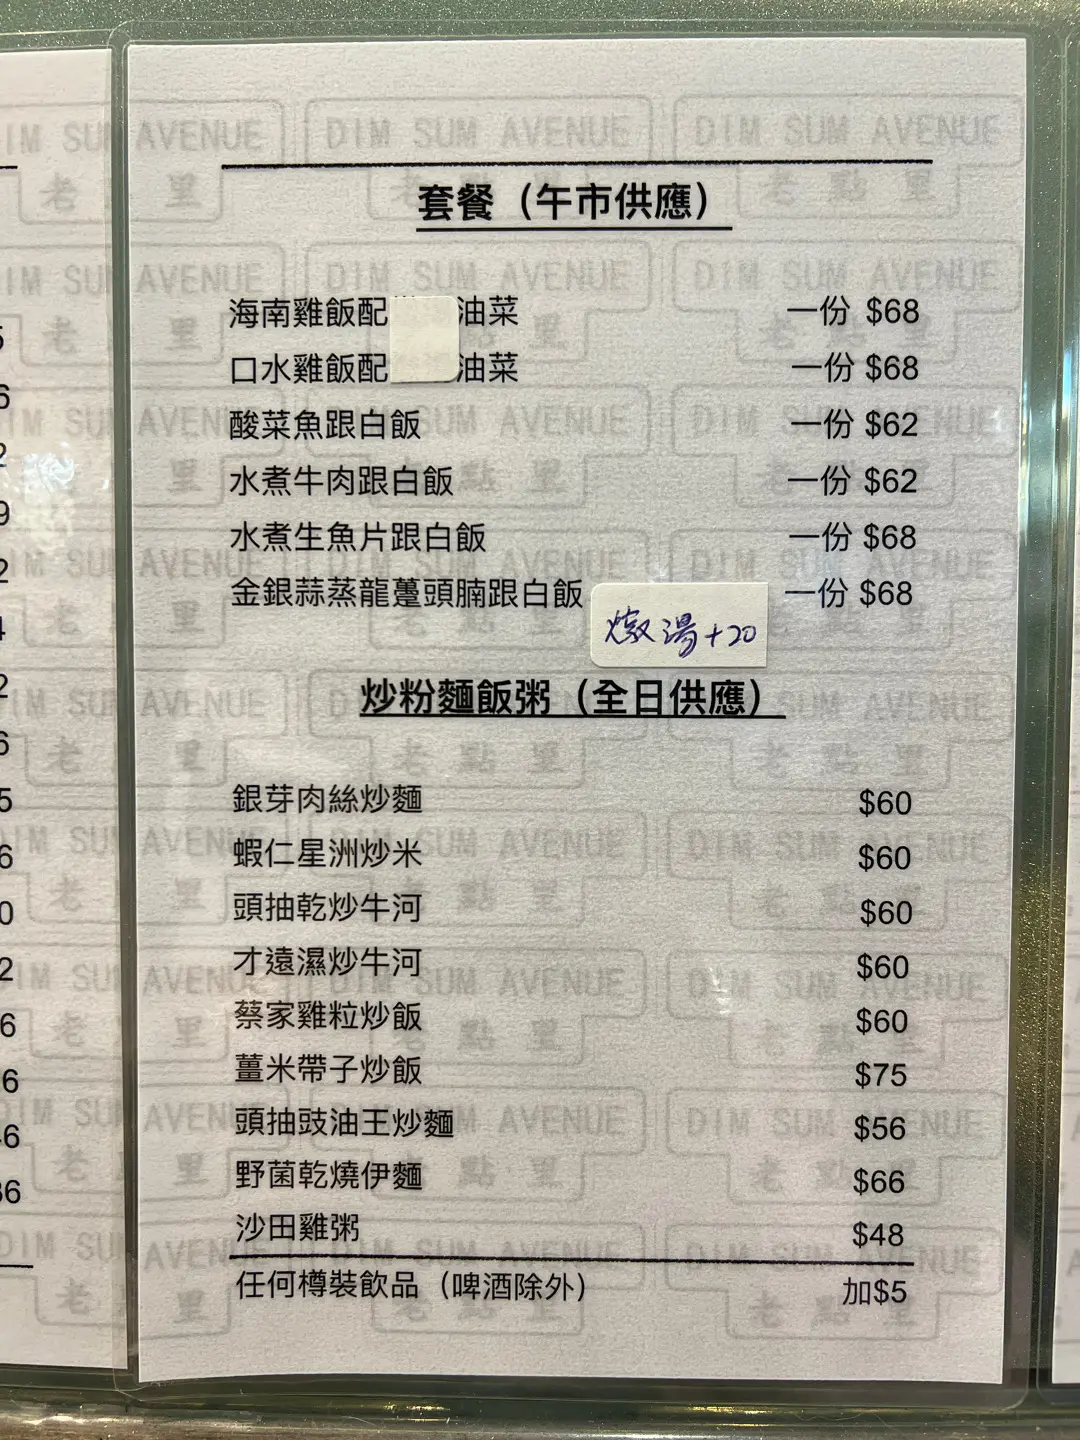 套餐（午市供應）
海南雞飯配 油菜 一份 $68
口水雞飯配 油菜 一份 $68
酸菜魚跟白飯 一份 $62
水煮牛肉跟白飯 一份 $62
水煮生魚片跟白飯 一份 $68
金銀蒜蒸龍躉頭腩跟白飯 一份 $68
燉湯+20
炒粉麵飯粥（全日供應）
銀芽肉絲炒麵 $60
蝦仁星洲炒米 $60
頭抽乾炒牛河 $60
才遠濕炒牛河 $60
蔡家雞粒炒飯 $60
薑米帶子炒飯 $75
頭抽豉油王炒麵 $56
野菌乾燒伊麵 $66
沙田雞粥 $48
任何樽裝飲品（啤酒除外） 加$5
DIM SUM AVENUE
老點里